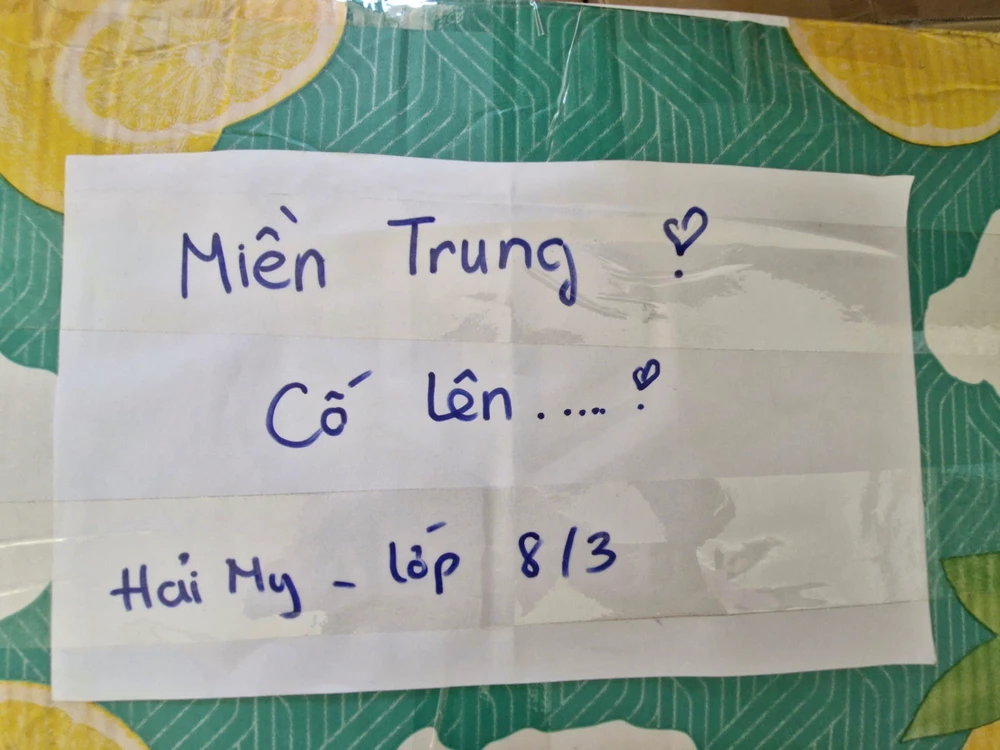 Miền Trung
Cố lên.....
Hải My - lớp 8/3